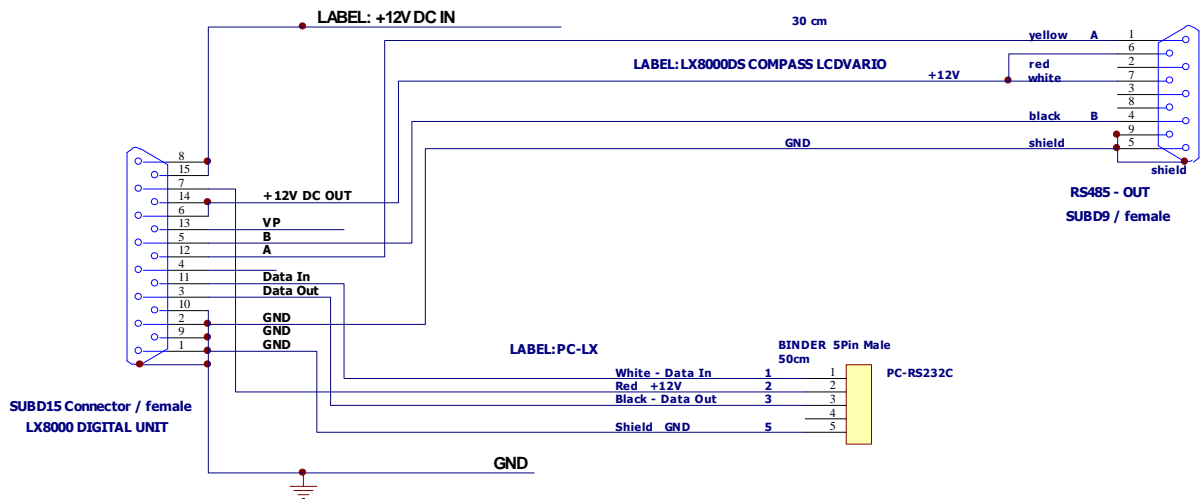 LABEL: +12V DC IN
30 cm
yellow A 1
6
LABEL:LX8000DS COMPASS LCDVARIO
red 2
+12V white 7
3
8
black B 4
9
GND shield 5
shield
RS485 - OUT
SUBD9 / female
8
15
7
14 +12V DC OUT
6
13 VP
5 B
12 A
4
11 Data In
3 Data Out
10
2 GND
9 GND
1 GND
SUBD15 Connector / female
LX8000 DIGITAL UNIT
LABEL:PC-LX
BINDER 5Pin Male
50cm
PC-RS232C
White - Data In 1 1
Red +12V 2 2
Black - Data Out 3 3
4
Shield GND 5 5
GND